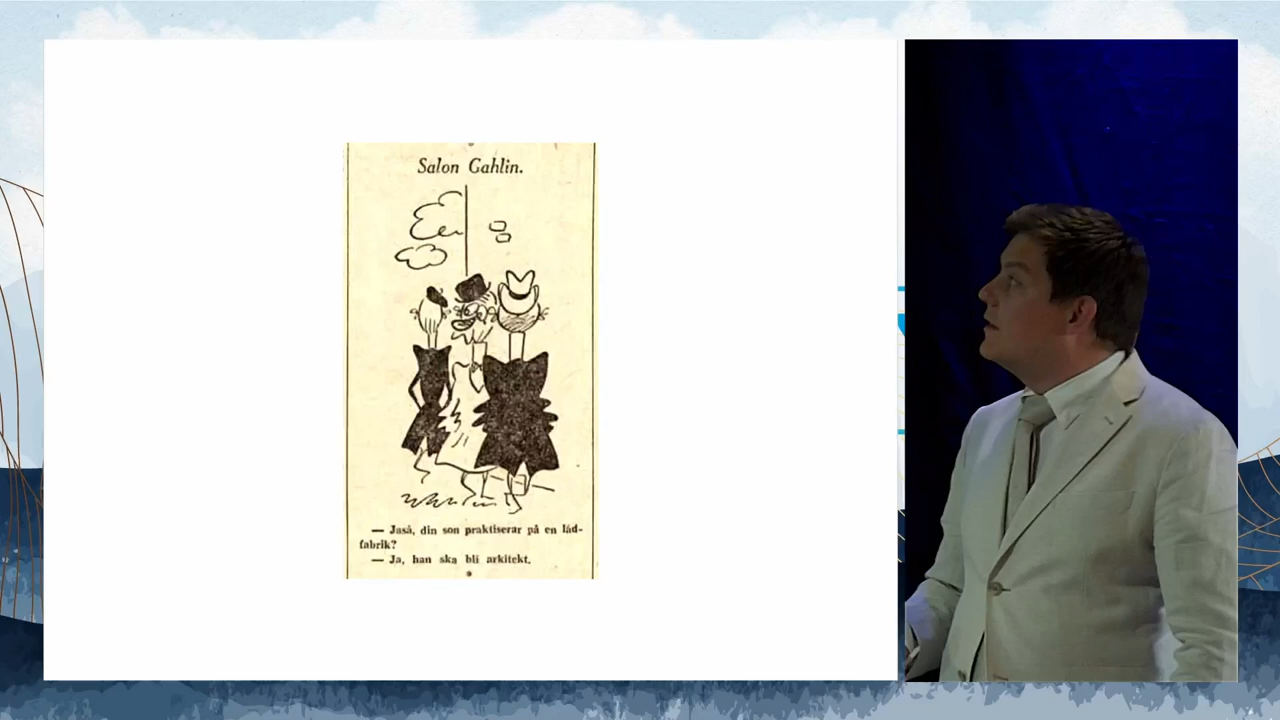 Salon Gahlin.
— Jaså, din son praktiserar på en låd-
fabrik?
— Ja, han ska bli arkitekt.